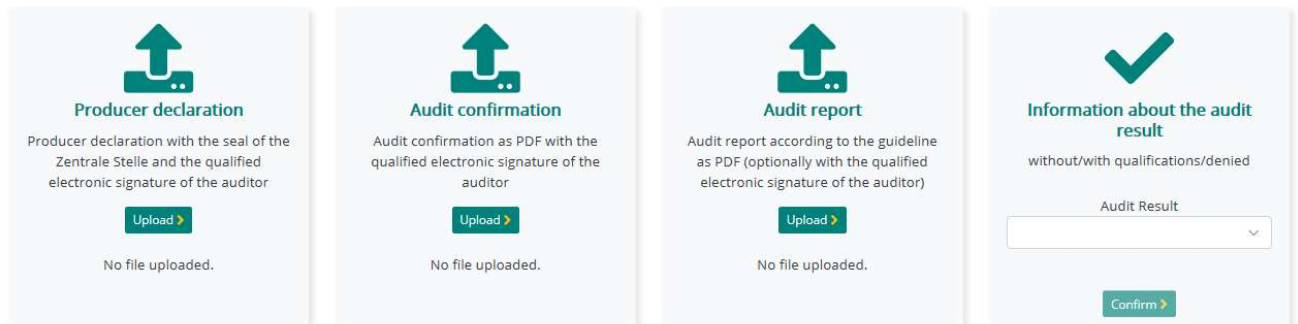 Producer declaration
Producer declaration with the seal of the
Zentrale Stelle and the qualified
electronic signature of the auditor
Upload
No file uploaded.
Audit confirmation
Audit confirmation as PDF with the
qualified electronic signature of the
auditor
Upload
No file uploaded.
Audit report
Audit report according to the guideline
as PDF (optionally with the qualified
electronic signature of the auditor)
Upload
No file uploaded.
Information about the audit
result
without/with qualifications/denied
Audit Result
Confirm